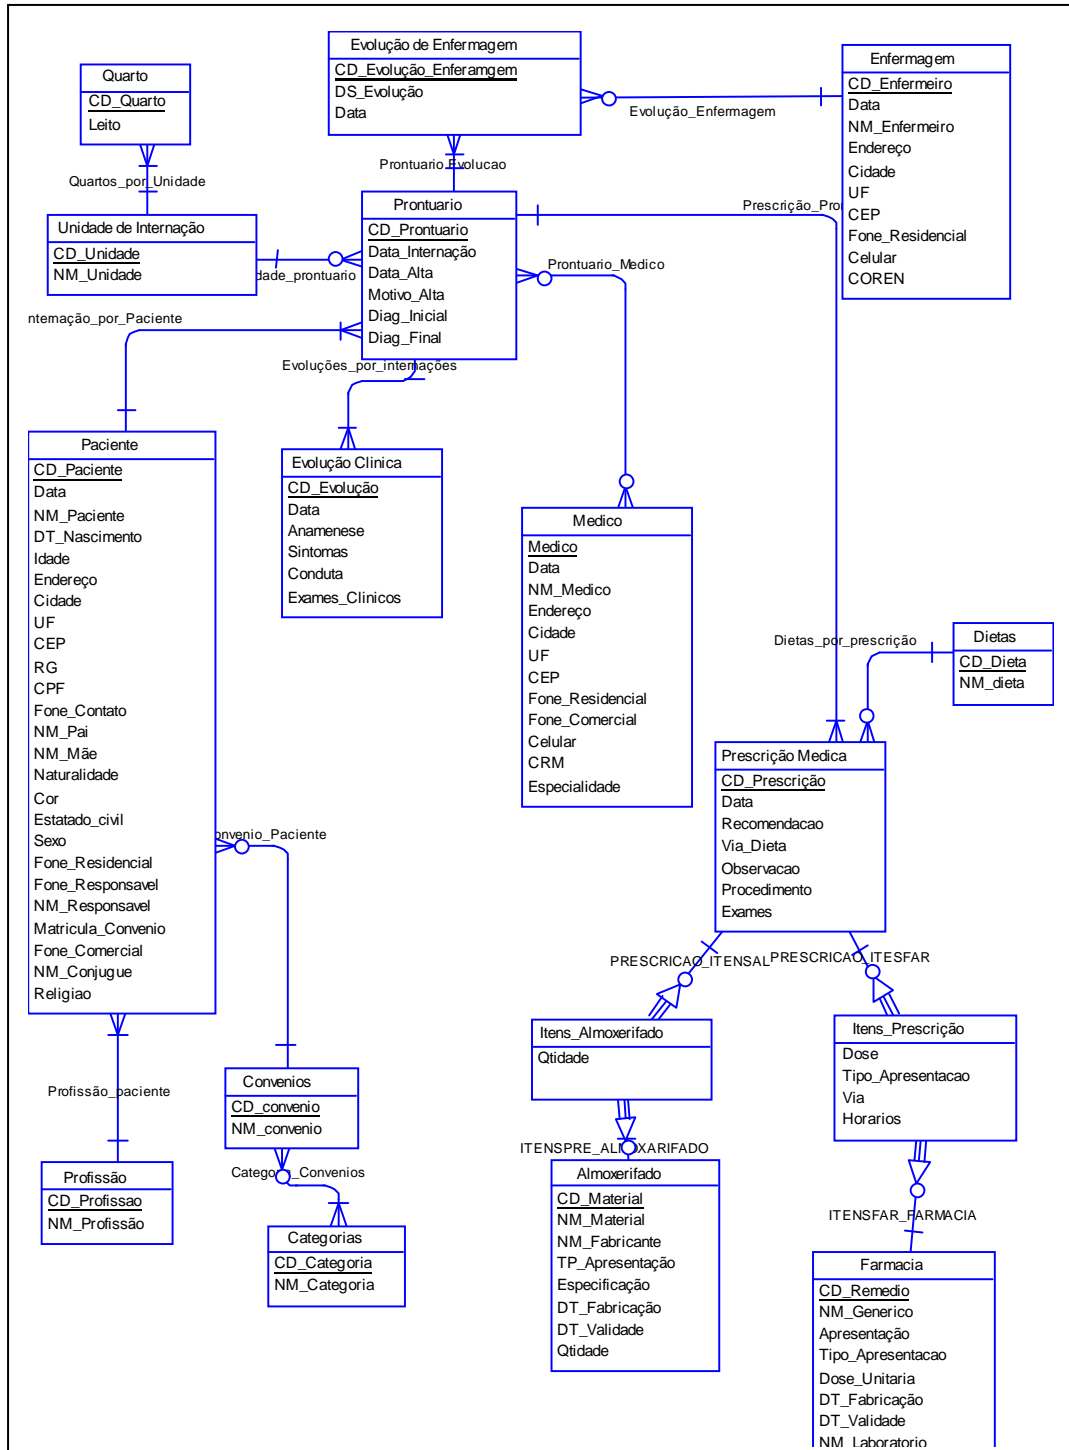 Evolução de Enfermagem
CD_Evolução_Enferamgem
DS_Evolução
Data
Enfermagem
CD_Enfermeiro
Data
NM_Enfermeiro
Endereço
Cidade
UF
CEP
Fone_Residencial
Celular
COREN
Quarto
CD_Quarto
Leito
Evolução_Enfermagem
Prontuario_Evolucao
Quartos_por_Unidade
Unidade de Internação
CD_Unidade
NM_Unidade
dade_prontuario
Prontuario
CD_Prontuario
Data_Internação
Data_Alta
Motivo_Alta
Diag_Inicial
Diag_Final
Prescrição_Pro
Prontuario_Medico
nternação_por_Paciente
Evoluções_por_internações
Paciente
CD_Paciente
Data
NM_Paciente
DT_Nascimento
Idade
Endereço
Cidade
UF
CEP
RG
CPF
Fone_Contato
NM_Pai
NM_Mãe
Naturalidade
Cor
Estatado_civil
Sexo
Fone_Residencial
Fone_Responsavel
NM_Responsavel
Matricula_Convenio
Fone_Comercial
NM_Conjugue
Religiao
Evolução Clinica
CD_Evolução
Data
Anamenese
Sintomas
Conduta
Exames_Clinicos
Medico
Medico
Data
NM_Medico
Endereço
Cidade
UF
CEP
Fone_Residencial
Fone_Comercial
Celular
CRM
Especialidade
Dietas_por_prescrição
Dietas
CD_Dieta
NM_dieta
Prescrição Medica
CD_Prescrição
Data
Recomendacao
Via_Dieta
Observacao
Procedimento
Exames
onvenio_Paciente
PRESCRICAO_ITENSAL
PRESCRICAO_ITESFAR
Itens_Almoxerifado
Qtidade
Itens_Prescrição
Dose
Tipo_Apresentacao
Via
Horarios
Profissão_paciente
Convenios
CD_convenio
NM_convenio
Categoria_Convenios
ITENSPRE_ALMOXARIFADO
Profissão
CD_Profissao
NM_Profissão
Categorias
CD_Categoria
NM_Categoria
Almoxerifado
CD_Material
NM_Material
NM_Fabricante
TP_Apresentação
Especificação
DT_Fabricação
DT_Validade
Qtidade
ITENSFAR_FARMACIA
Farmacia
CD_Remedio
NM_Generico
Apresentação
Tipo_Apresentacao
Dose_Unitaria
DT_Fabricação
DT_Validade
NM_Laboratorio